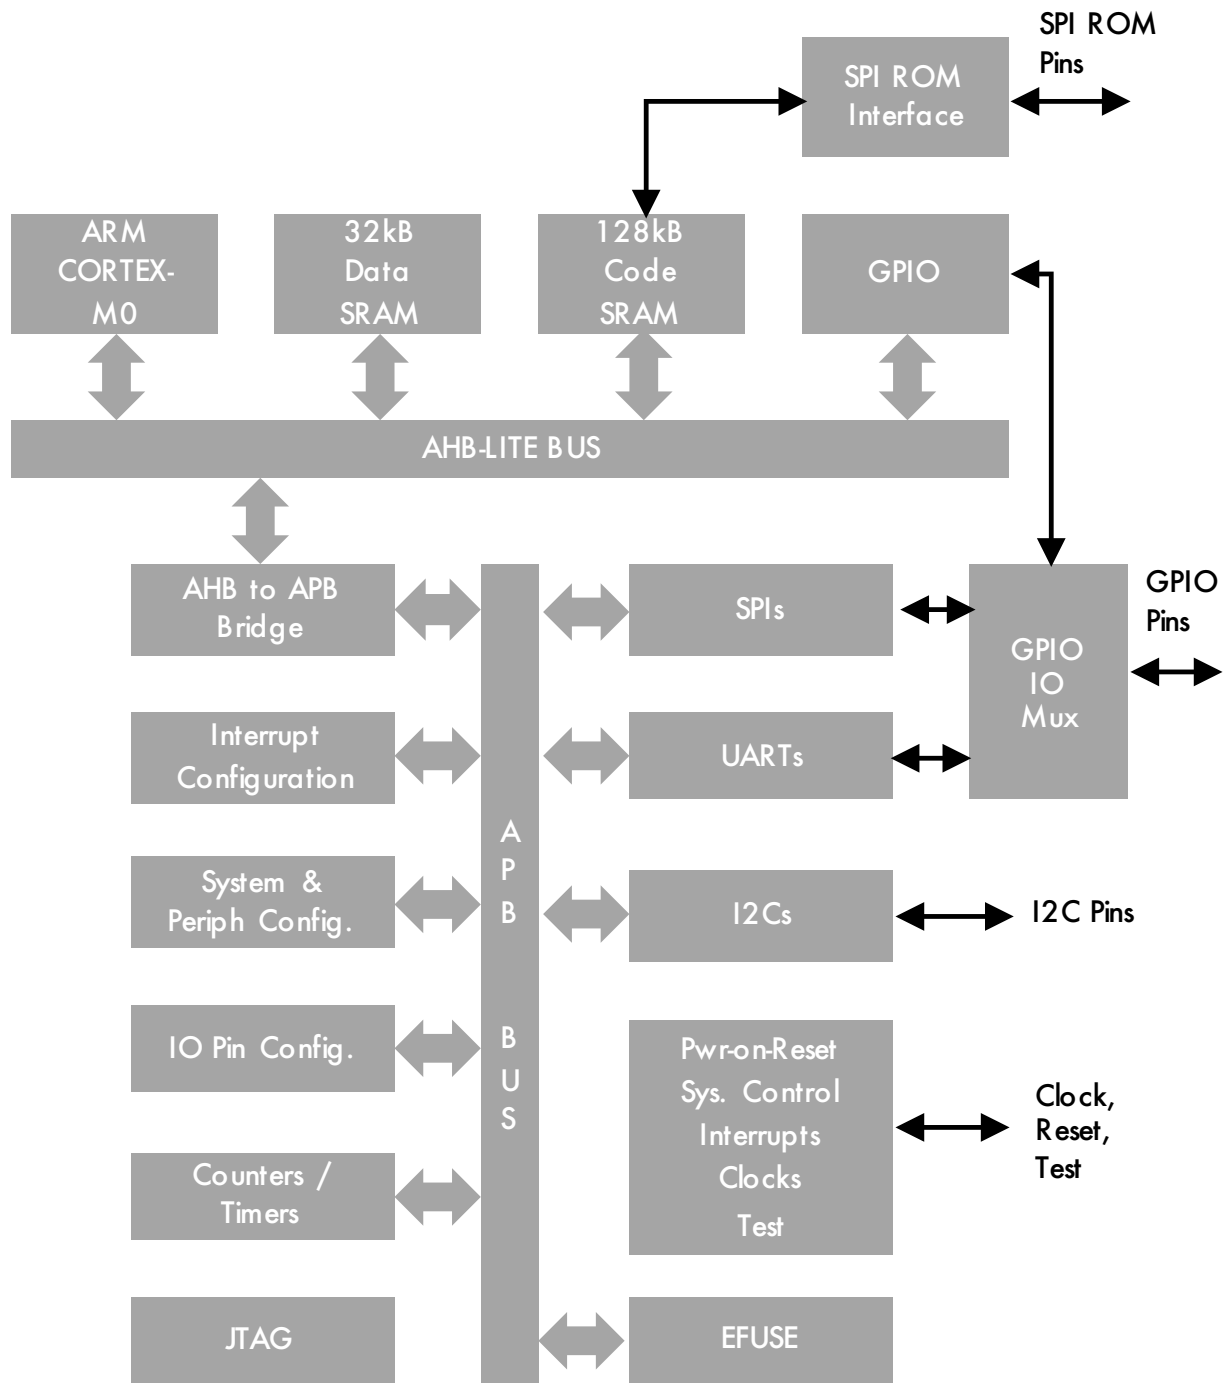 SPI ROM
Pins
SPI ROM
Interface
ARM
CORTEX-
M0
32kB
Data
SRAM
128kB
Code
SRAM
GPIO
AHB-LITE BUS
AHB to APB
Bridge
SPIs
GPIO
IO
Mux
GPIO
Pins
Interrupt
Configuration
UARTs
A
P
B
B
U
S
System &
Periph Config.
I2Cs
I2C Pins
IO Pin Config.
Pwr-on-Reset
Sys. Control
Interrupts
Clocks
Test
Clock,
Reset,
Test
Counters /
Timers
JTAG
EFUSE